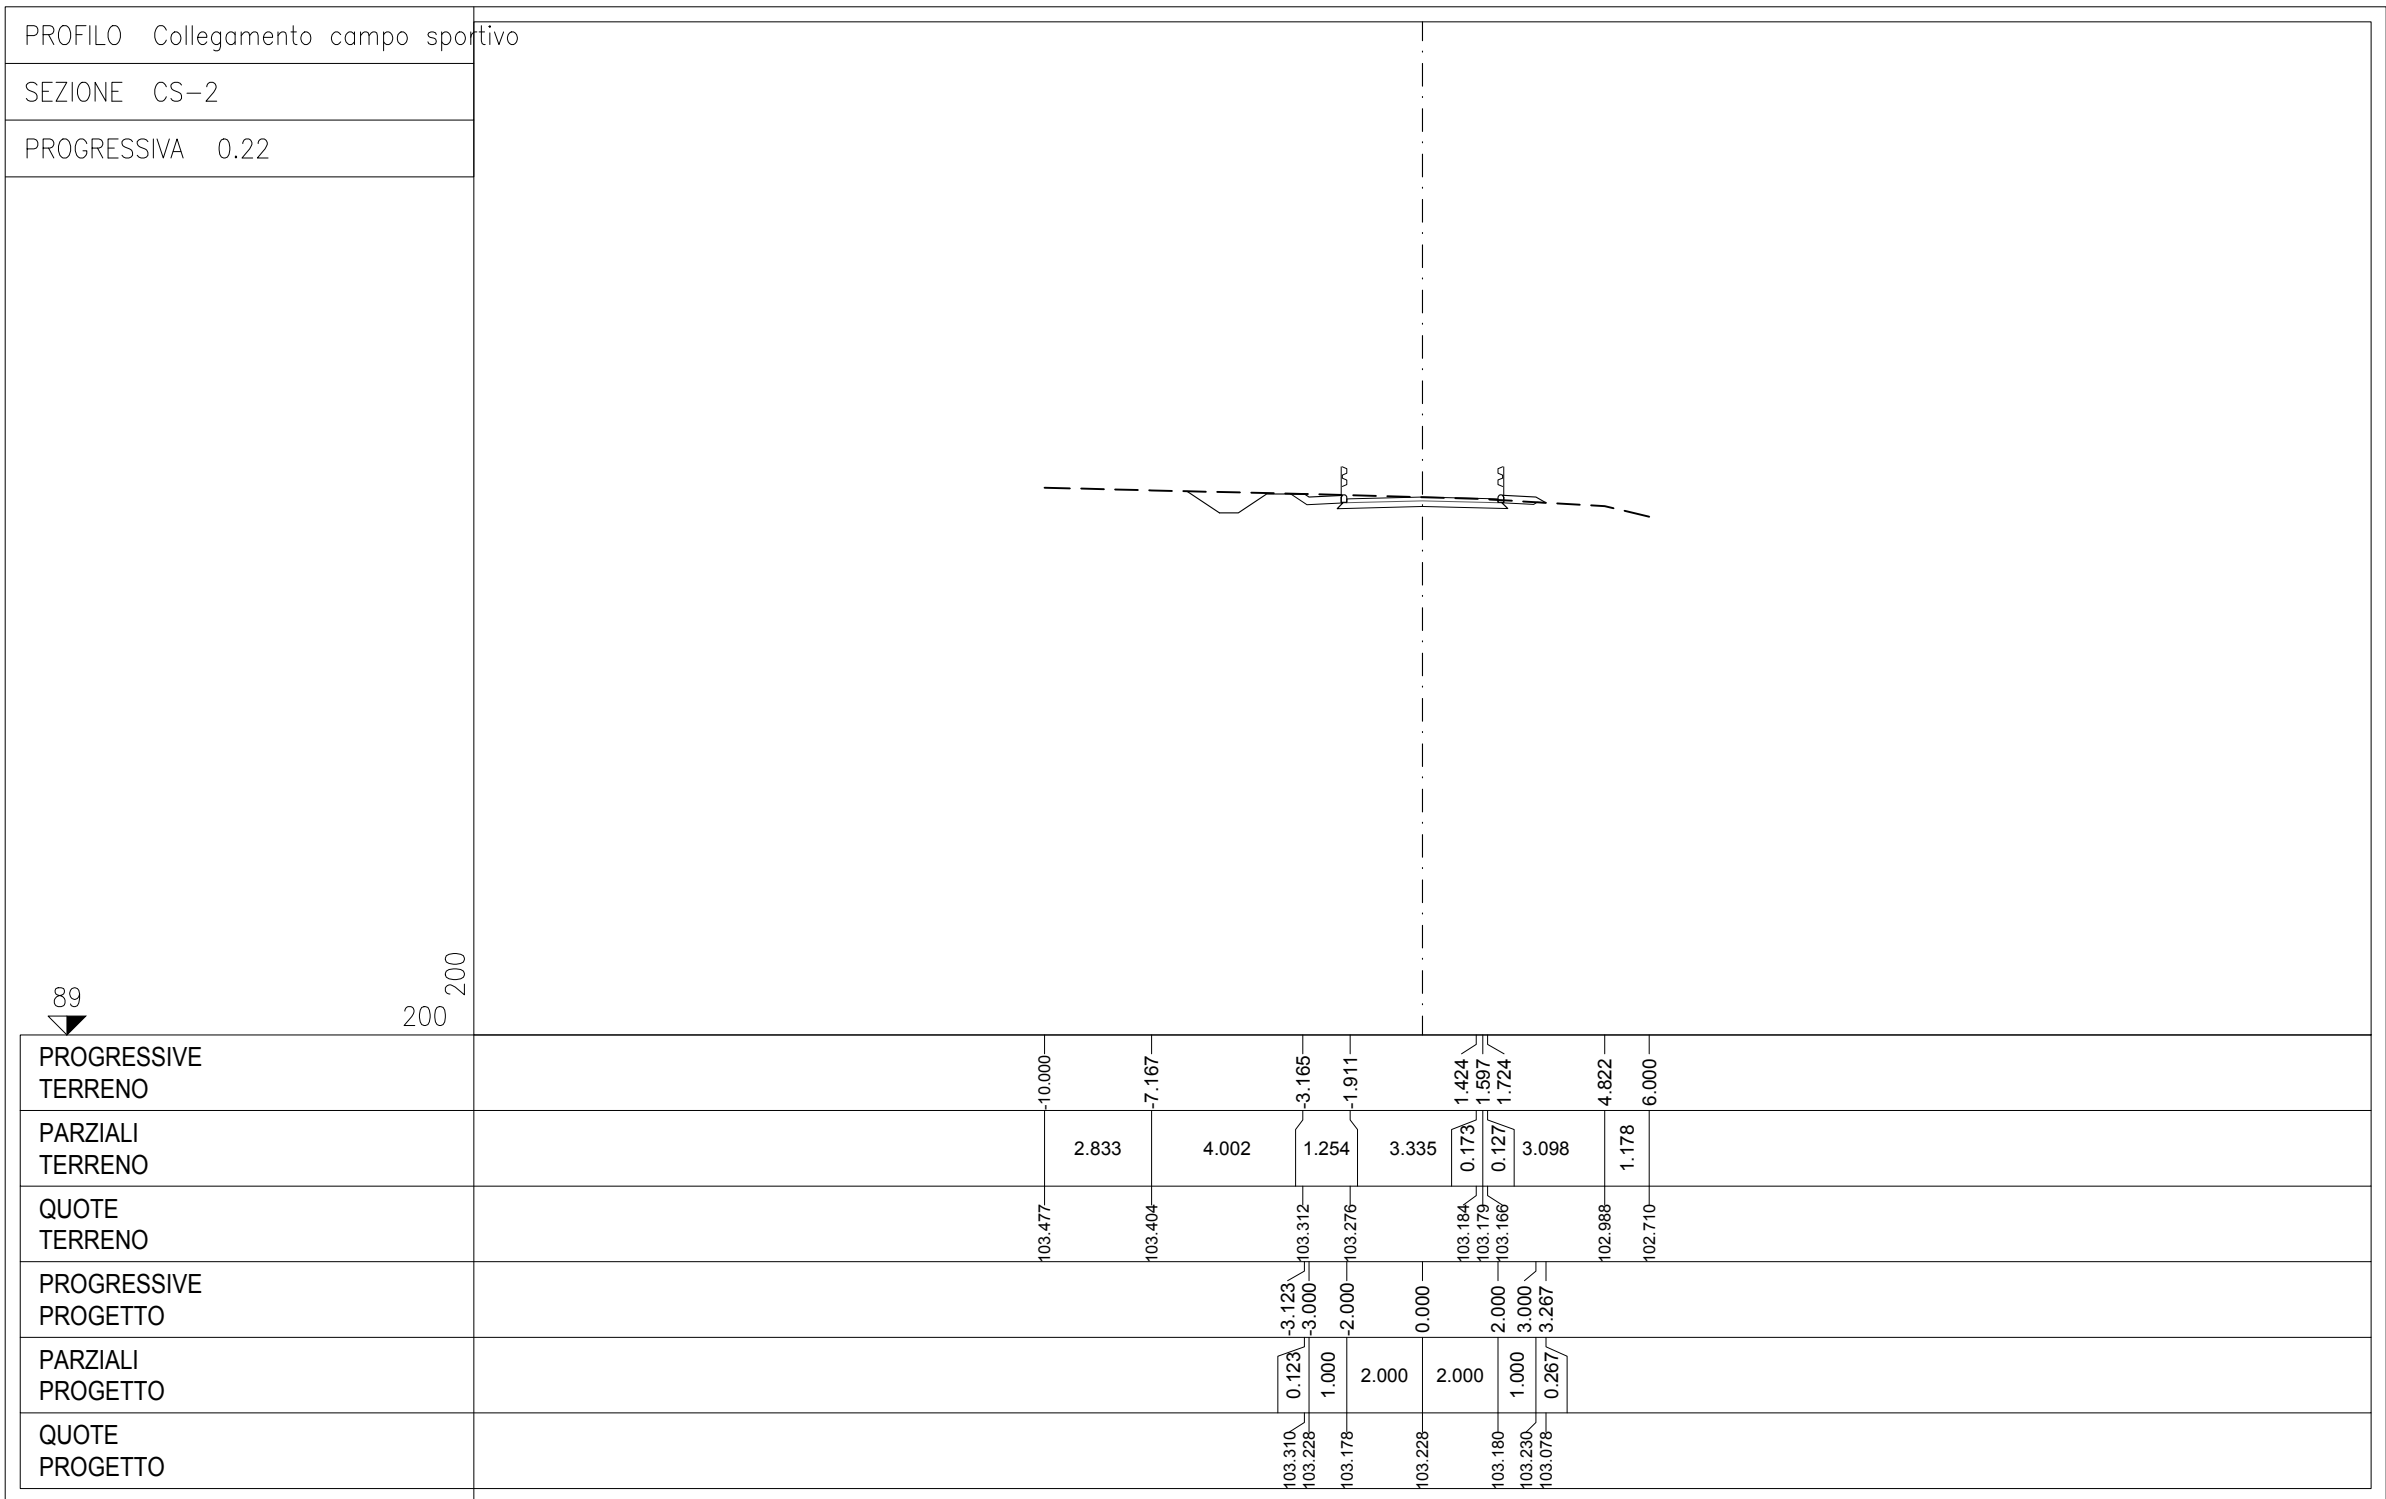 PROFILO Collegamento campo sportivo
SEZIONE CS-2
PROGRESSIVA 0.22
89
200
200
PROGRESSIVE
TERRENO
-10.000 -7.167 -3.165 -1.911 1.424 1.597 1.724 4.822 6.000
PARZIALI
TERRENO
2.833 4.002 1.254 3.335 0.173 0.127 3.098 1.178
QUOTE
TERRENO
103.477 103.404 103.312 103.276 103.184 103.179 103.166 102.988 102.710
PROGRESSIVE
PROGETTO
-3.123 -3.000 -2.000 0.000 2.000 3.000 3.267
PARZIALI
PROGETTO
0.123 1.000 2.000 2.000 1.000 0.267
QUOTE
PROGETTO
103.310 103.228 103.178 103.228 103.180 103.230 103.078